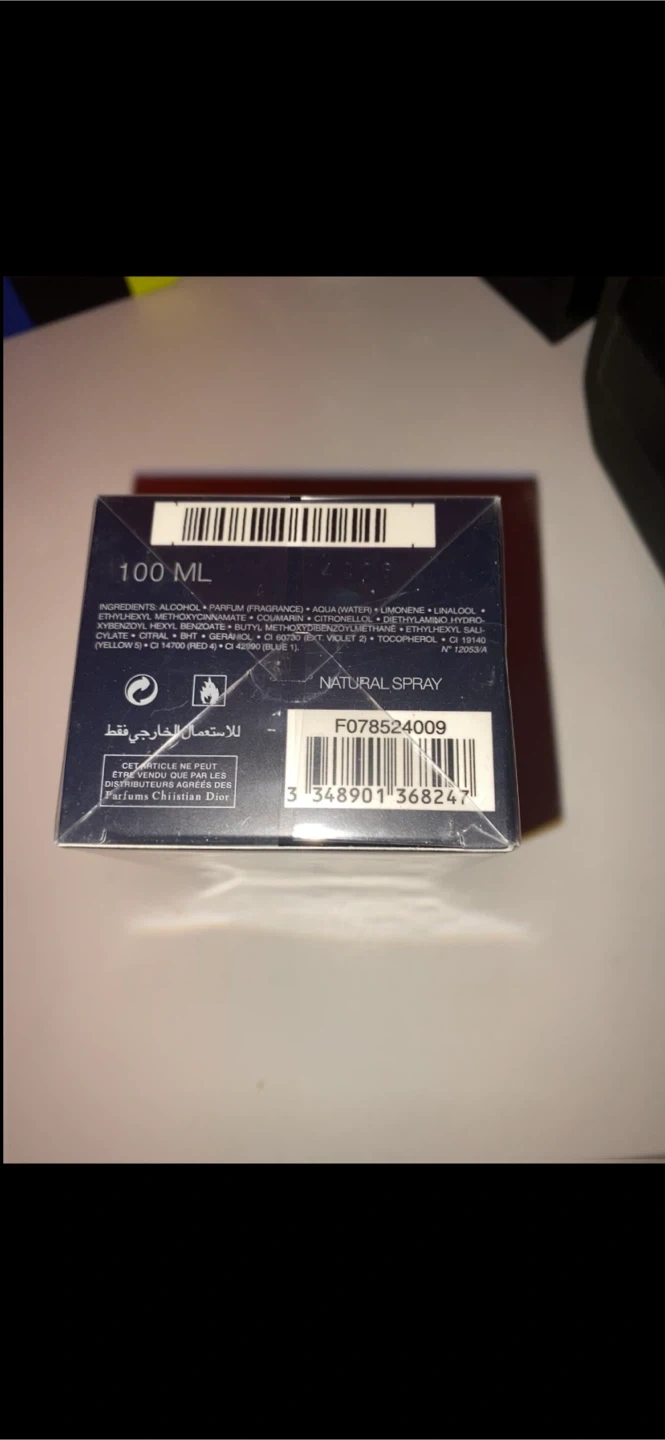 100 ML
INGREDIENTS: ALCOHOL • PARFUM (FRAGRANCE) • AQUA (WATER) • LIMONENE • LINALOOL •
ETHYLHEXYL METHOXYCINNAMATE • COUMARIN • CITRONELLOL • DIETHYLAMINO HYDRO-
XYBENZOYL HEXYL BENZOATE • BUTYL METHOXYDIBENZOYLMETHANE • ETHYLHEXYL SALI-
CYLATE • CITRAL • BHT • GERANIOL • CI 60730 (EXT. VIOLET 2) • TOCOPHEROL • CI 19140
(YELLOW 5) • CI 14700 (RED 4) • CI 42090 (BLUE 1).
N° 12053/A
NATURAL SPRAY
للاستعمال الخارجي فقط
F078524009
CET ARTICLE NE PEUT
ÊTRE VENDU QUE PAR LES
DISTRIBUTEURS AGRÉÉS DES
Parfums Chiistian Dior
3 348901 368247